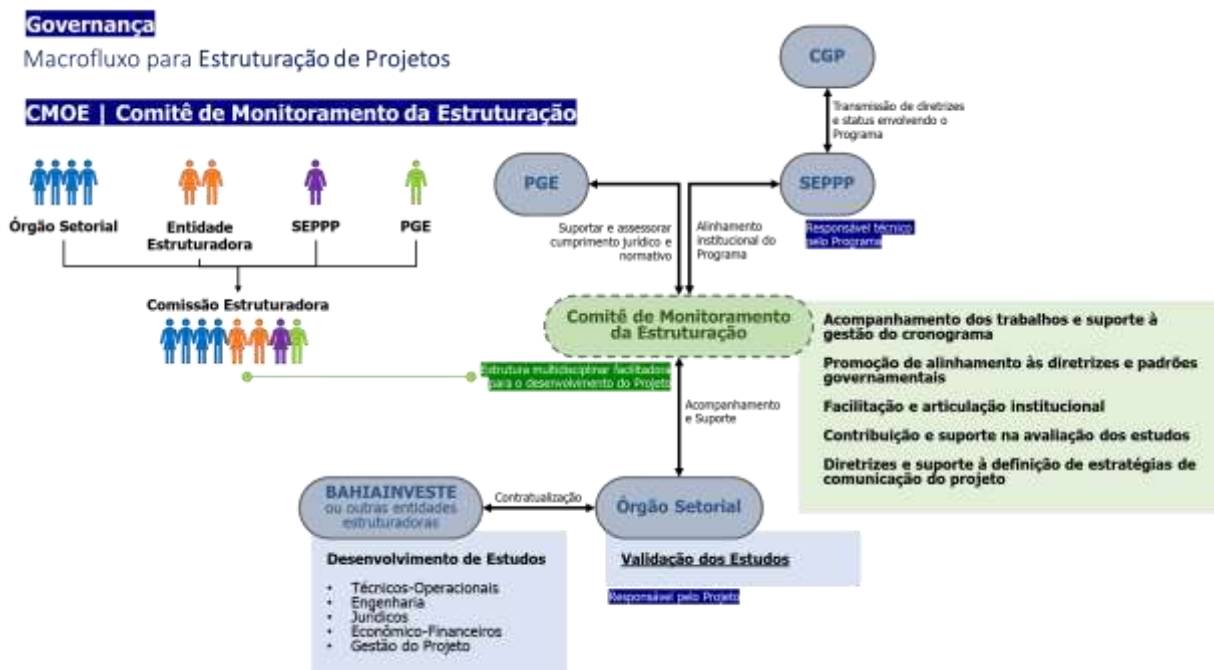 Governança
Macrofluxo para Estruturação de Projetos
CMOE | Comitê de Monitoramento da Estruturação
Órgão Setorial
Entidade
Estruturadora
SEPPP
PGE
Comissão Estruturadora
CGP
Transmissão de diretrizes
e status envolvendo o
Programa
PGE
SEPPP
Responsável técnico
pelo Programa
Suportar e assessorar
cumprimento jurídico e
normativo
Alinhamento
institucional do
Programa
Comitê de Monitoramento
da Estruturação
Estrutura multidisciplinar facilitadora
para o desenvolvimento do Projeto
Acompanhamento dos trabalhos e suporte à
gestão do cronograma
Promoção de alinhamento às diretrizes e padrões
governamentais
Facilitação e articulação institucional
Contribuição e suporte na avaliação dos estudos
Diretrizes e suporte à definição de estratégias de
comunicação do projeto
Acompanhamento
e Suporte
BAHIAINVESTE
ou outras entidades
estruturadoras
Contratualização
Órgão Setorial
Desenvolvimento de Estudos
• Técnicos-Operacionais
• Engenharia
• Jurídicos
• Econômico-Financeiros
• Gestão do Projeto
Validação dos Estudos
Responsável pelo Projeto